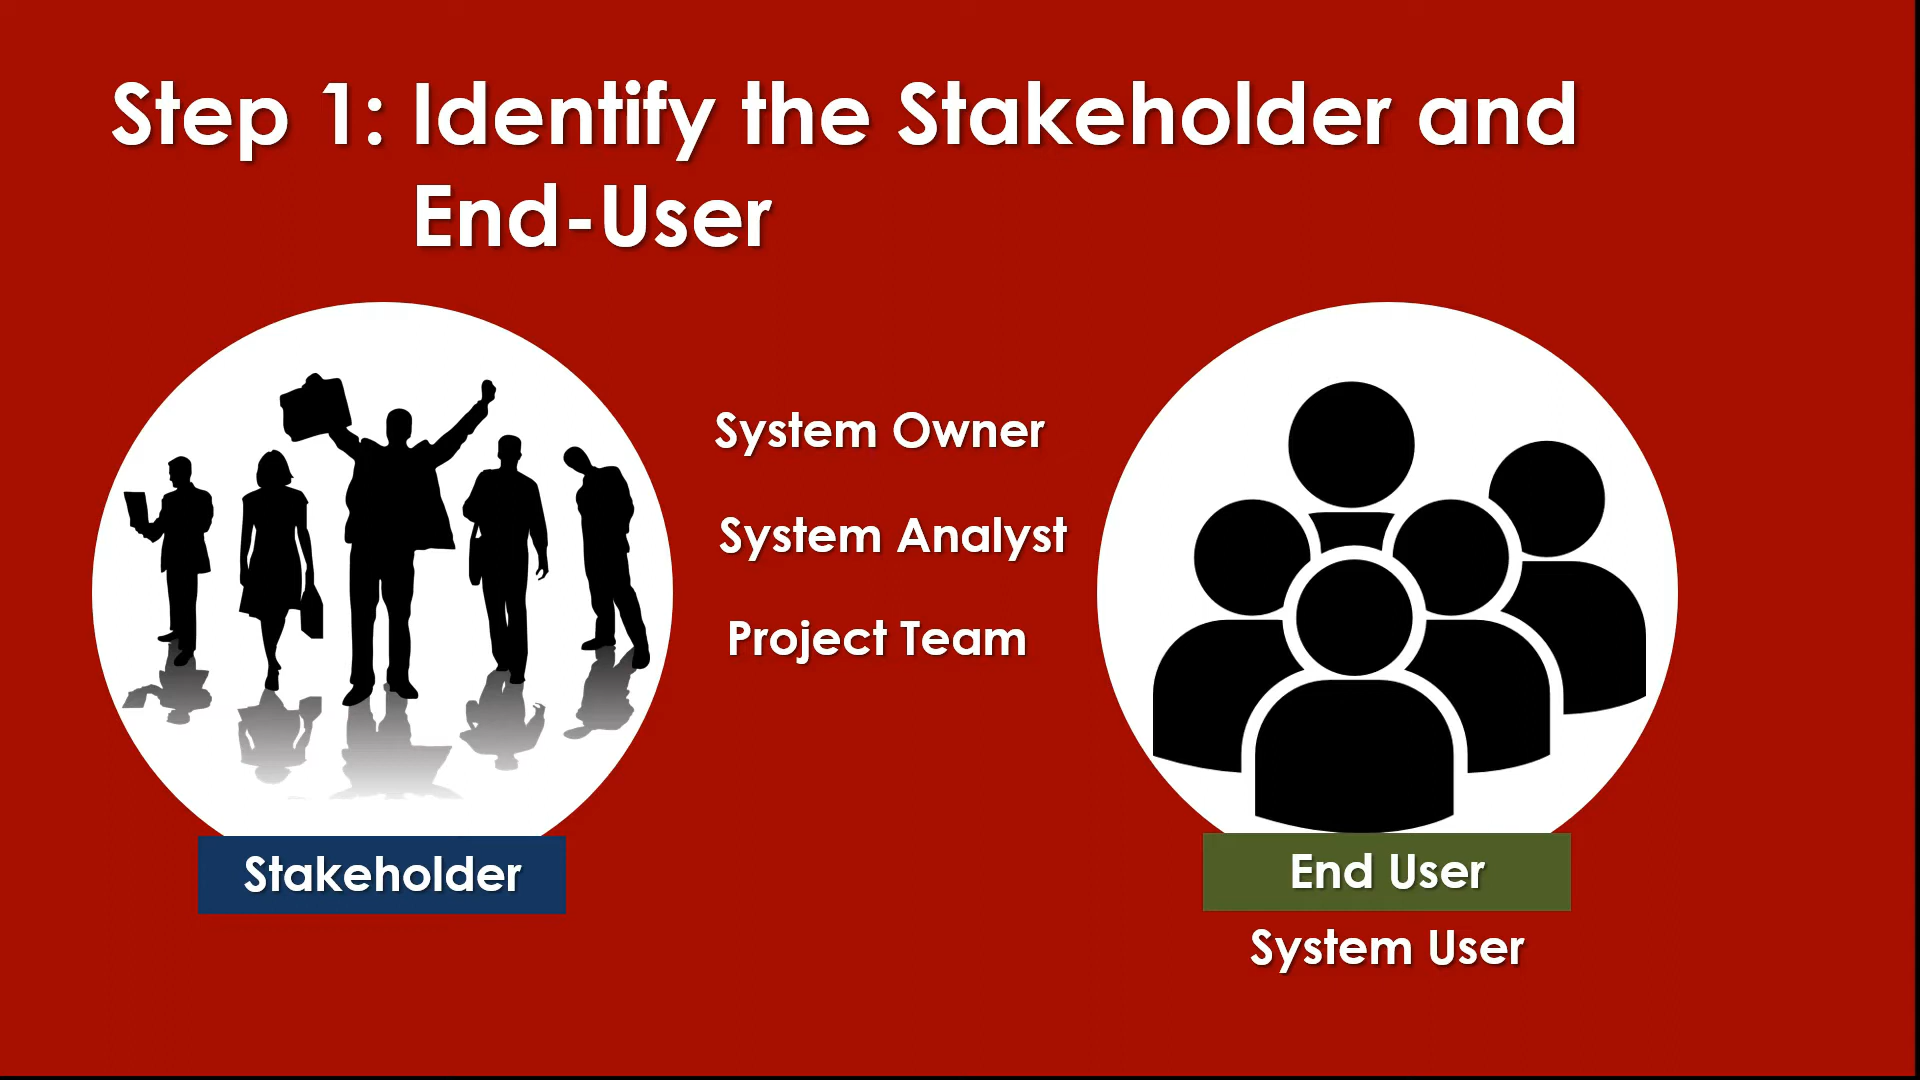 Step 1: Identify the Stakeholder and
End-User
System Owner
System Analyst
Project Team
Stakeholder
End User
System User